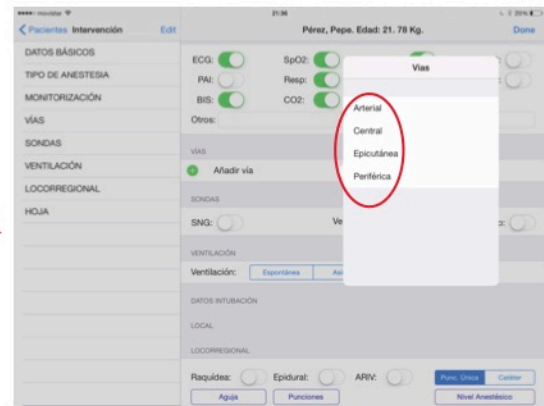 movistar
21:36
20%
Pacientes Intervención Edit
Pérez, Pepe. Edad: 21. 78 Kg.
Done
DATOS BÁSICOS
TIPO DE ANESTESIA
MONITORIZACIÓN
VÍAS
SONDAS
VENTILACIÓN
LOCORREGIONAL
HOJA
ECG: SpO2:
PAI: Resp:
BIS: CO2:
Otros:
VÍAS
Añadir vía
SONDAS
SNG: Ve
VENTILACIÓN
Ventilación: Espontánea Asi
DATOS INTUBACIÓN
LOCAL
LOCORREGIONAL
Raquídea: Epidural: ARIV: Punc. Única Catéter
Aguja Punciones Nivel Anestésico
Vías
Arterial
Central
Epicutánea
Periférica